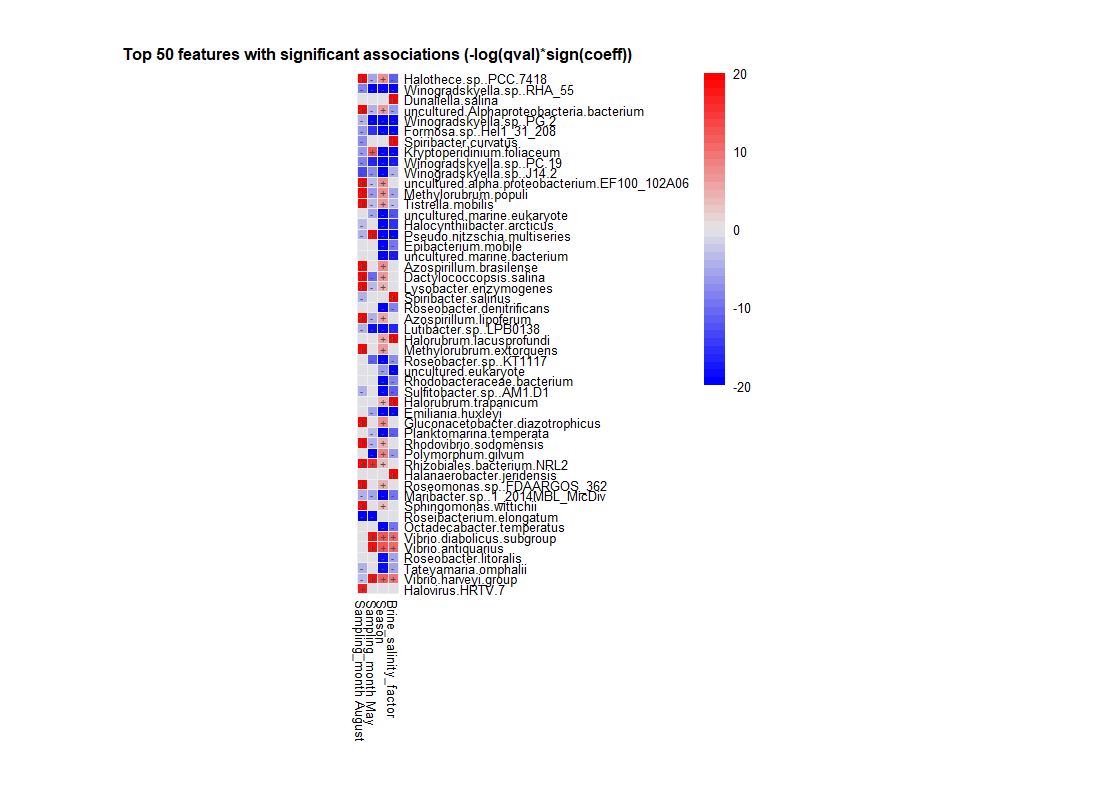 Top 50 features with significant associations (-log(qval)*sign(coeff))
Halothece.sp..PCC.7418
Winogradskyella.sp..RHA_55
Dunaliella.salina
uncultured.Alphaproteobacteria.bacterium
Winogradskyella.sp..PG.2
Formosa.sp..Hel1_31_208
Spiribacter.curvatus
Kryptoperidinium.foliaceum
Winogradskyella.sp..PC.19
Winogradskyella.sp..J14.2
uncultured.alpha.proteobacterium.EF100_102A06
Methylorubrum.populi
Tistrella.mobilis
uncultured.marine.eukaryote
Halocynthiibacter.arcticus
Pseudo.nitzschia.multiseries
Epibacterium.mobile
uncultured.marine.bacterium
Azospirillum.brasilense
Dactylococcopsis.salina
Lysobacter.enzymogenes
Spiribacter.salinus
Roseobacter.denitrificans
Azospirillum.lipoferum
Lutibacter.sp..LPB0138
Halorubrum.lacusprofundi
Methylorubrum.extorquens
Roseobacter.sp..KT1117
uncultured.eukaryote
Rhodobacteraceae.bacterium
Sulfitobacter.sp..AM1.D1
Halorubrum.trapanicum
Emiliania.huxleyi
Gluconacetobacter.diazotrophicus
Planktomarina.temperata
Rhodovibrio.sodomensis
Polymorphum.gilvum
Rhizobiales.bacterium.NRL2
Halanaerobacter.jeridensis
Roseomonas.sp..FDAARGOS_362
Maribacter.sp..1_2014MBL_MicDiv
Sphingomonas.wittichii
Roseibacterium.elongatum
Octadecabacter.temperatus
Vibrio.diabolicus.subgroup
Vibrio.antiquarius
Roseobacter.litoralis
Tateyamaria.omphalii
Vibrio.harveyi.group
Halovirus.HRTV.7
Sampling_month August
Sampling_month May
Season
Brine_salinity_factor
20
10
0
-10
-20